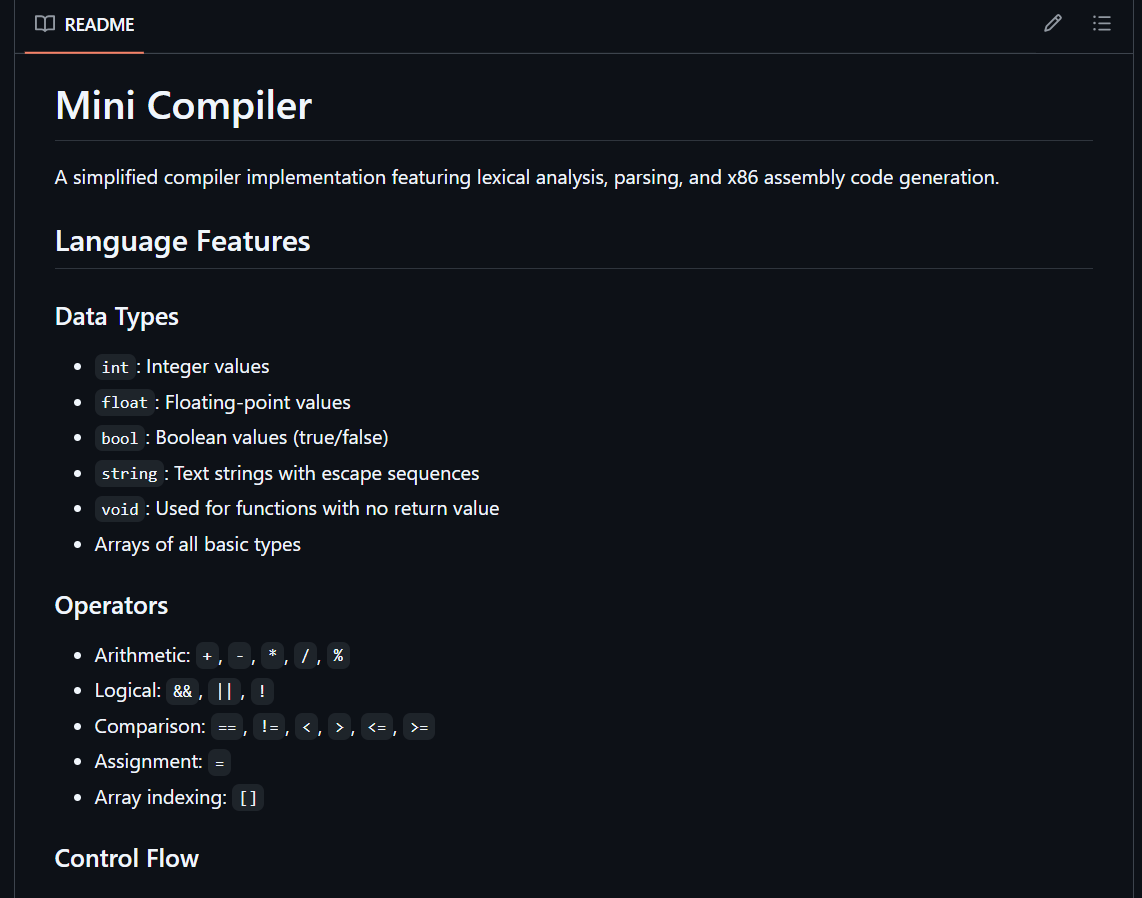 README
Mini Compiler
A simplified compiler implementation featuring lexical analysis, parsing, and x86 assembly code generation.
Language Features
Data Types
• int: Integer values
• float: Floating-point values
• bool: Boolean values (true/false)
• string: Text strings with escape sequences
• void: Used for functions with no return value
• Arrays of all basic types
Operators
• Arithmetic: +, -, *, /, %
• Logical: &&, ||, !
• Comparison: ==, !=, <, >, <=, >=
• Assignment: =
• Array indexing: []
Control Flow